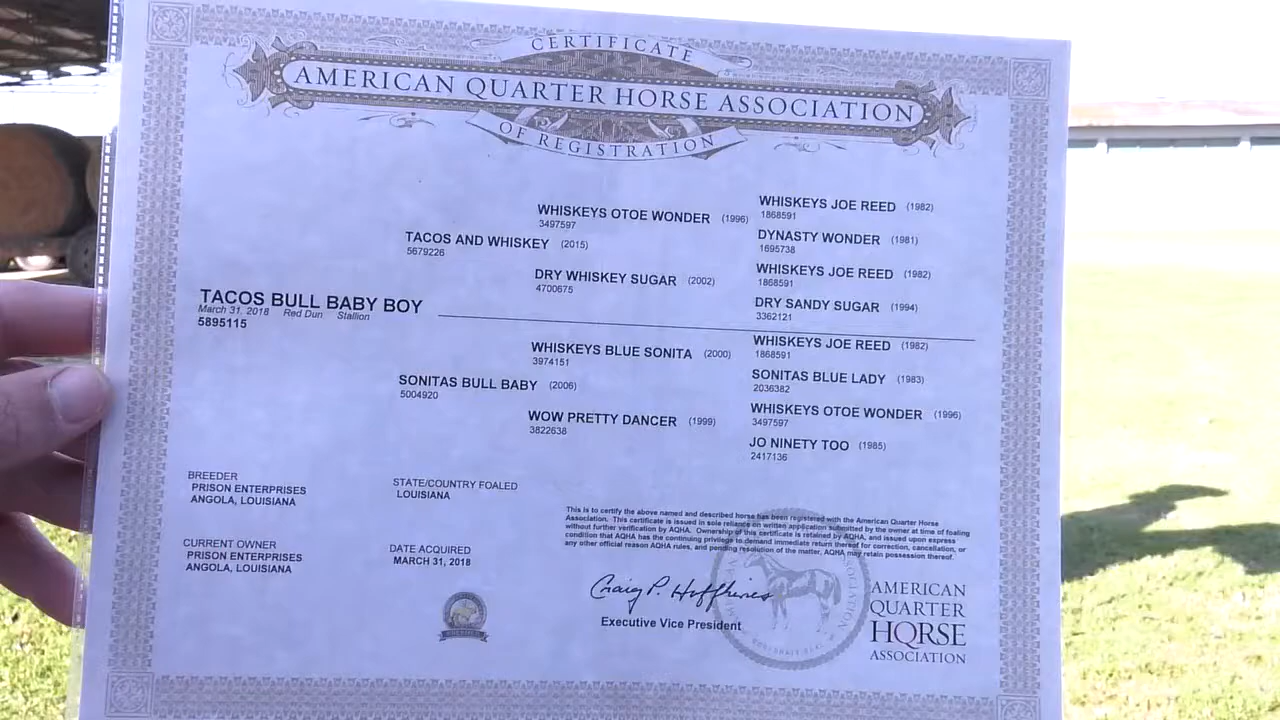 CERTIFICATE
AMERICAN QUARTER HORSE ASSOCIATION
OF REGISTRATION
WHISKEYS JOE REED (1982)
1868591
WHISKEYS OTOE WONDER (1996)
3497597
DYNASTY WONDER (1981)
1695738
TACOS AND WHISKEY (2015)
5679226
WHISKEYS JOE REED (1982)
1868591
DRY WHISKEY SUGAR (2002)
4700675
DRY SANDY SUGAR (1994)
3362121
TACOS BULL BABY BOY
March 31, 2018 Red Dun Stallion
5895115
WHISKEYS JOE REED (1982)
1868591
WHISKEYS BLUE SONITA (2000)
3974151
SONITAS BLUE LADY (1983)
2036382
SONITAS BULL BABY (2006)
5004920
WHISKEYS OTOE WONDER (1996)
3497597
WOW PRETTY DANCER (1999)
3822638
JO NINETY TOO (1985)
2417136
BREEDER
PRISON ENTERPRISES
ANGOLA, LOUISIANA
STATE/COUNTRY FOALED
LOUISIANA
CURRENT OWNER
PRISON ENTERPRISES
ANGOLA, LOUISIANA
DATE ACQUIRED
MARCH 31, 2018
This is to certify the above named and described horse has been registered with the American Quarter Horse
Association. This certificate is issued in sole reliance on written application submitted by the owner at time of foaling
without further verification by AQHA. Ownership of this certificate is retained by AQHA, and issued upon express
condition that AQHA has the continuing privilege to demand immediate return thereof for correction, cancellation, or
any other official reason AQHA rules, and pending resolution of the matter, AQHA may retain possession thereof.
Craig P. Huffhines
Executive Vice President
AMERICAN
QUARTER
HORSE
ASSOCIATION